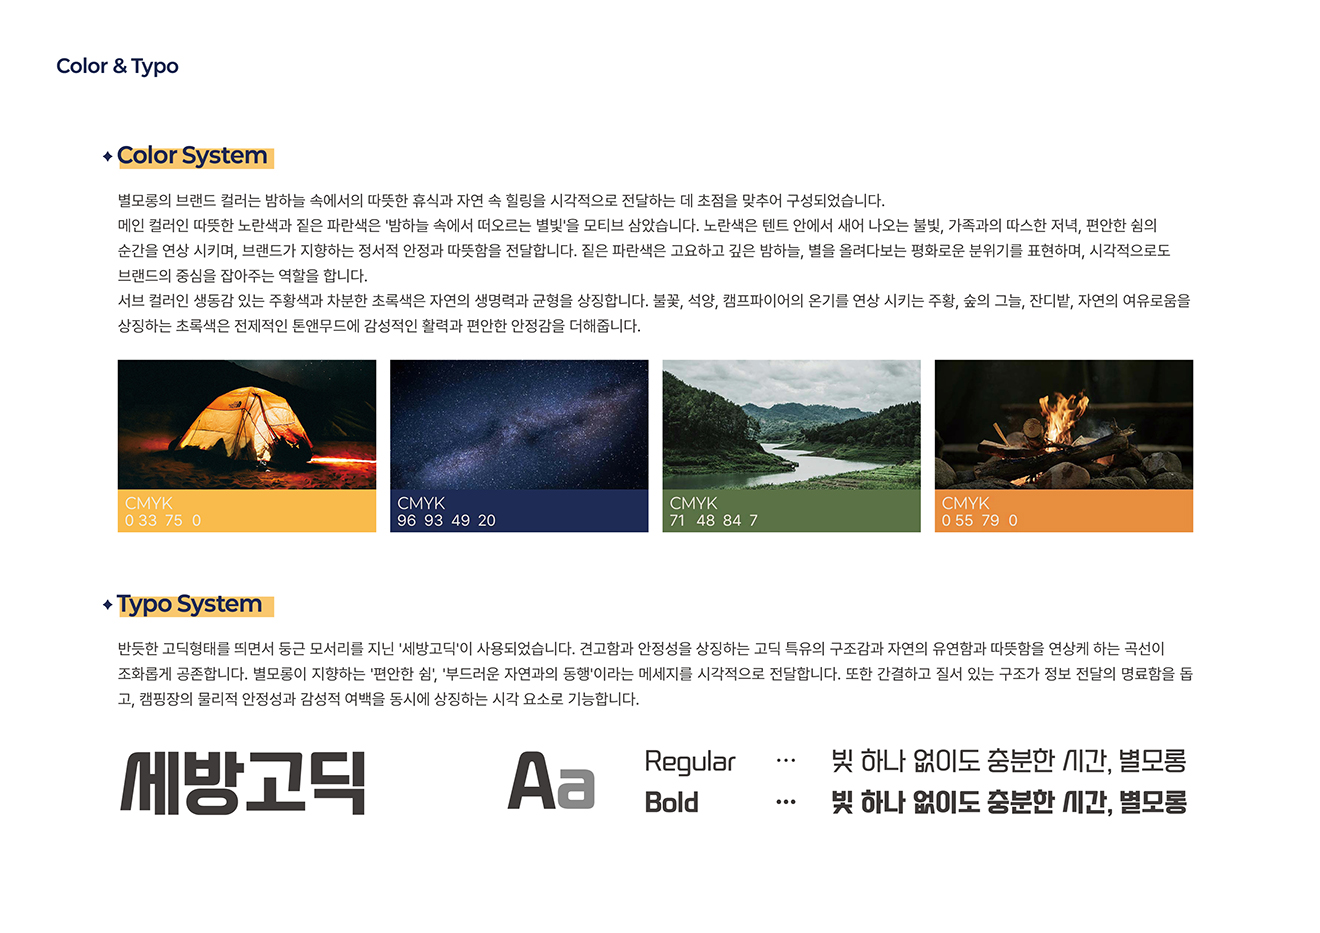 Color & Typo
Color System
별모롱의 브랜드 컬러는 밤하늘 속에서의 따뜻한 휴식과 자연 속 힐링을 시각적으로 전달하는 데 초점을 맞추어 구성되었습니다.
메인 컬러인 따뜻한 노란색과 짙은 파란색은 '밤하늘 속에서 떠오르는 별빛'을 모티브 삼았습니다. 노란색은 텐트 안에서 새어 나오는 불빛, 가족과의 따스한 저녁, 편안한 쉼의
순간을 연상 시키며, 브랜드가 지향하는 정서적 안정과 따뜻함을 전달합니다. 짙은 파란색은 고요하고 깊은 밤하늘, 별을 올려다보는 평화로운 분위기를 표현하며, 시각적으로도
브랜드의 중심을 잡아주는 역할을 합니다.
서브 컬러인 생동감 있는 주황색과 차분한 초록색은 자연의 생명력과 균형을 상징합니다. 불꽃, 석양, 캠프파이어의 온기를 연상 시키는 주황, 숲의 그늘, 잔디밭, 자연의 여유로움을
상징하는 초록색은 전제적인 톤앤무드에 감성적인 활력과 편안한 안정감을 더해줍니다.
CMYK
0 33 75 0
CMYK
96 93 49 20
CMYK
71 48 84 7
CMYK
0 55 79 0
Typo System
반듯한 고딕형태를 띄면서 둥근 모서리를 지닌 '세방고딕'이 사용되었습니다. 견고함과 안정성을 상징하는 고딕 특유의 구조감과 자연의 유연함과 따뜻함을 연상케 하는 곡선이
조화롭게 공존합니다. 별모롱이 지향하는 '편안한 쉼', '부드러운 자연과의 동행'이라는 메세지를 시각적으로 전달합니다. 또한 간결하고 질서 있는 구조가 정보 전달의 명료함을 돕
고, 캠핑장의 물리적 안정성과 감성적 여백을 동시에 상징하는 시각 요소로 기능합니다.
세방고딕
Aa
Regular ··· 빛 하나 없이도 충분한 시간, 별모롱
Bold ··· 빛 하나 없이도 충분한 시간, 별모롱